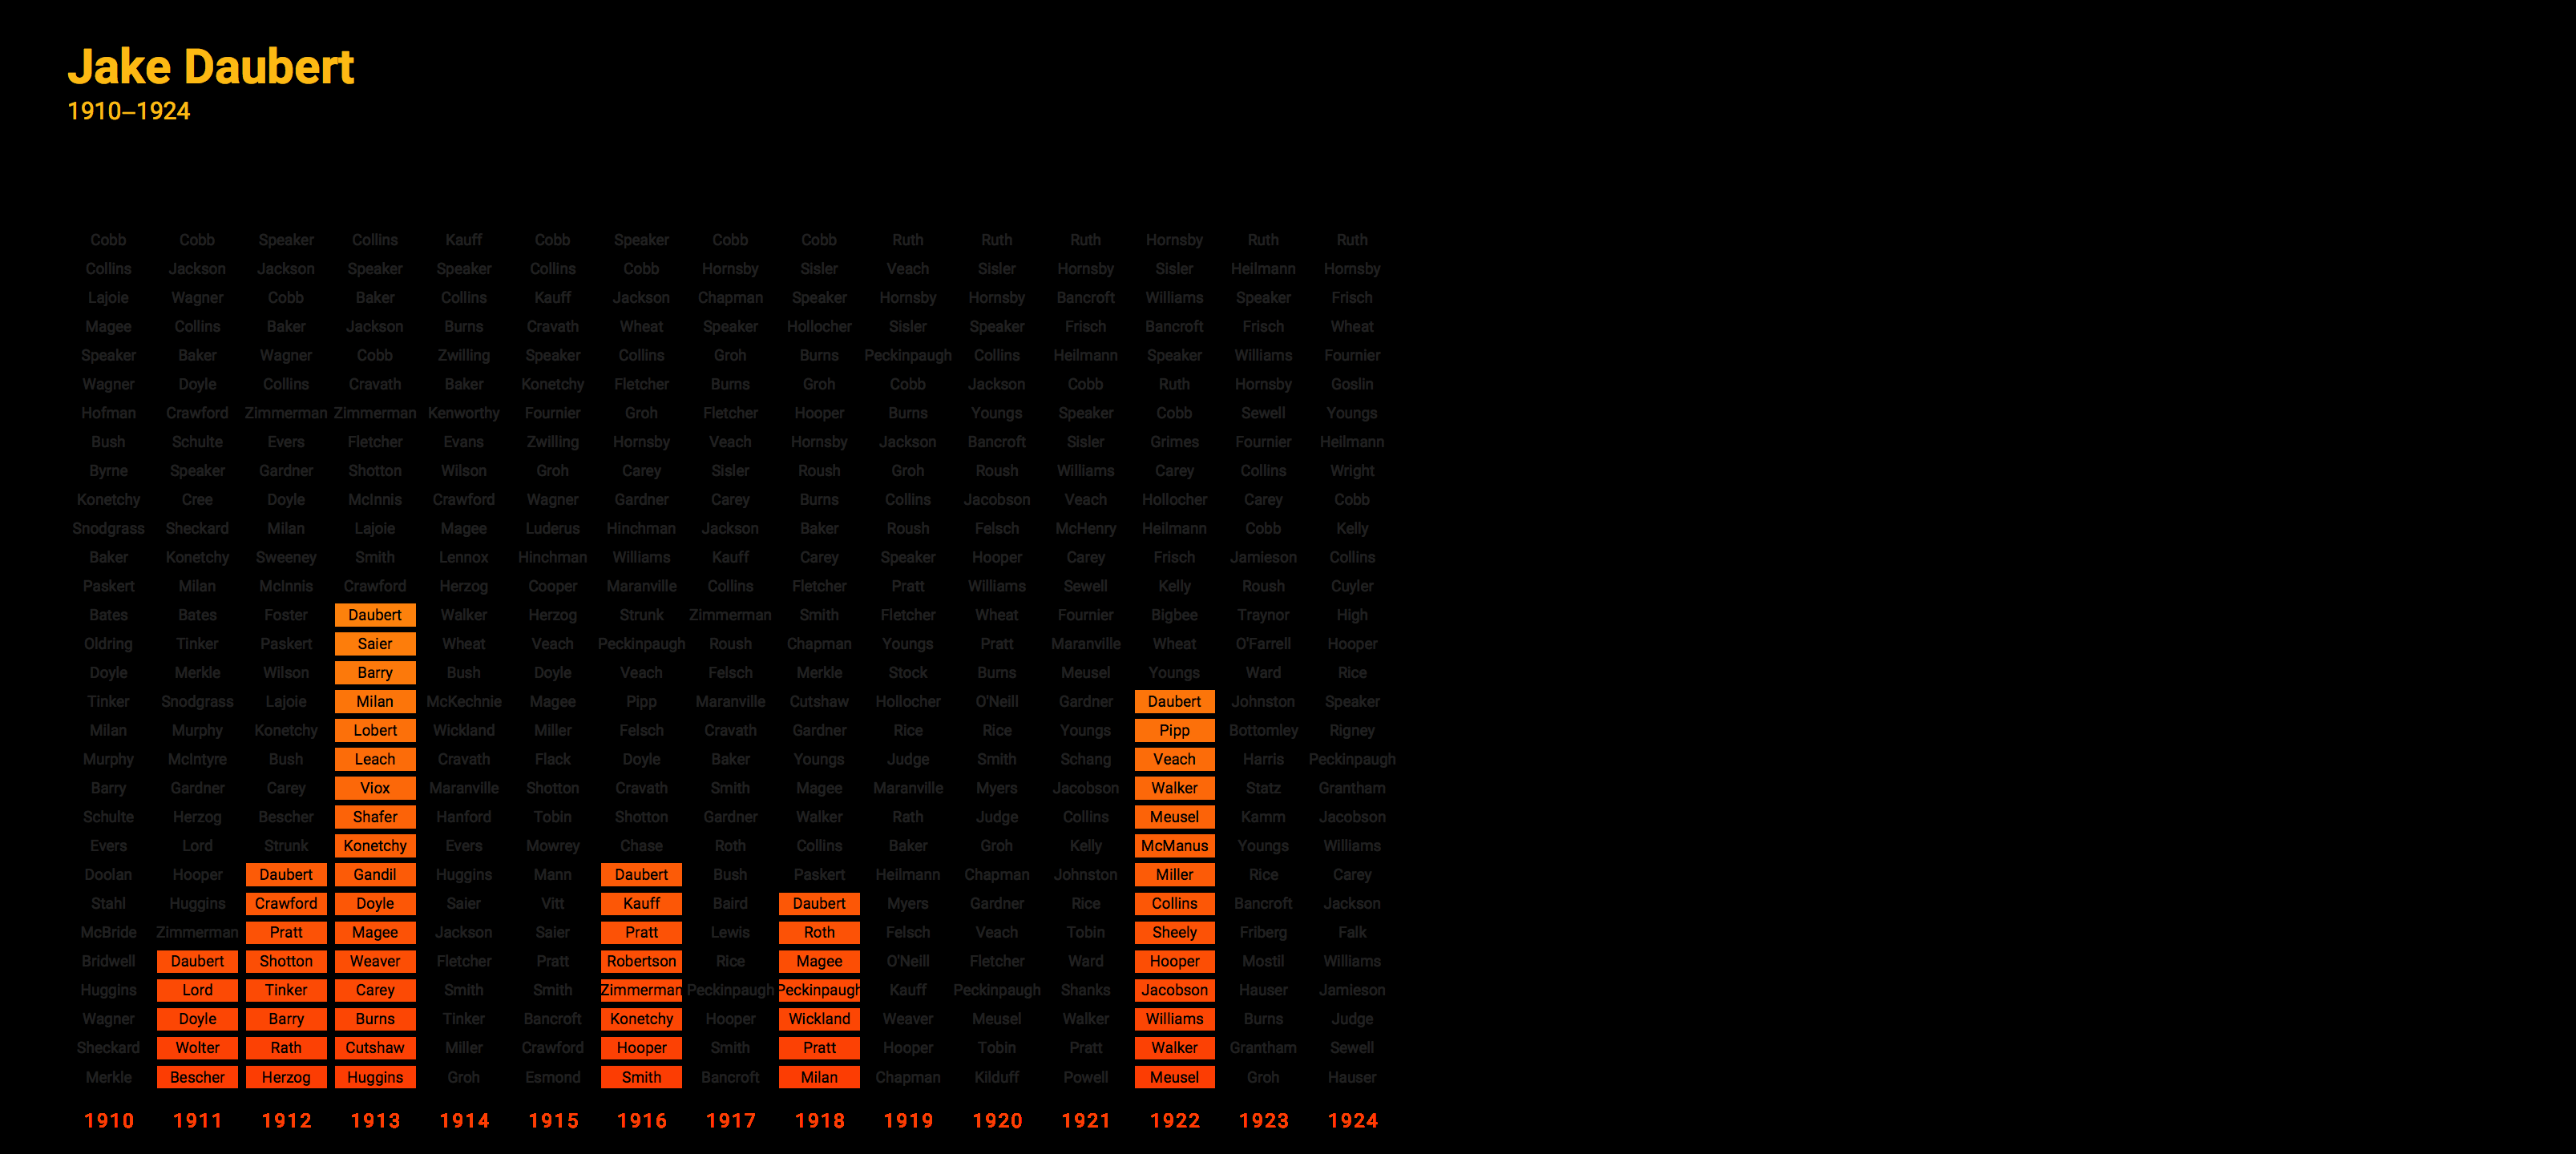 Jake Daubert
1910–1924
Cobb Cobb Speaker Collins Kauff Cobb Speaker Cobb Cobb Ruth Ruth Ruth Hornsby Ruth Ruth
Collins Jackson Jackson Speaker Speaker Collins Cobb Hornsby Sisler Veach Sisler Hornsby Sisler Heilmann Hornsby
Lajoie Wagner Cobb Baker Collins Kauff Jackson Chapman Speaker Hornsby Hornsby Bancroft Williams Speaker Frisch
Magee Collins Baker Jackson Burns Cravath Wheat Speaker Hollocher Sisler Speaker Frisch Bancroft Frisch Wheat
Speaker Baker Wagner Cobb Zwilling Speaker Collins Groh Burns Peckinpaugh Collins Heilmann Speaker Williams Fournier
Wagner Doyle Collins Cravath Baker Konetchy Fletcher Burns Groh Cobb Jackson Cobb Ruth Hornsby Goslin
Hofman Crawford Zimmerman Zimmerman Kenworthy Fournier Groh Fletcher Hooper Burns Youngs Speaker Cobb Sewell Youngs
Bush Schulte Evers Fletcher Evans Zwilling Hornsby Veach Hornsby Jackson Bancroft Sisler Grimes Fournier Heilmann
Byrne Speaker Gardner Shotton Wilson Groh Carey Sisler Roush Groh Roush Williams Carey Collins Wright
Konetchy Cree Doyle McInnis Crawford Wagner Gardner Carey Burns Collins Jacobson Veach Hollocher Carey Cobb
Snodgrass Sheckard Milan Lajoie Magee Luderus Hinchman Jackson Baker Roush Felsch McHenry Heilmann Cobb Kelly
Baker Konetchy Sweeney Smith Lennox Hinchman Williams Kauff Carey Speaker Hooper Carey Frisch Jamieson Collins
Paskert Milan McInnis Crawford Herzog Cooper Maranville Collins Fletcher Pratt Williams Sewell Kelly Roush Cuyler
Bates Bates Foster Daubert Walker Herzog Strunk Zimmerman Smith Fletcher Wheat Fournier Bigbee Traynor High
Oldring Tinker Paskert Saier Wheat Veach Peckinpaugh Roush Chapman Youngs Pratt Maranville Wheat O'Farrell Hooper
Doyle Merkle Wilson Barry Bush Doyle Veach Felsch Merkle Stock Burns Meusel Youngs Ward Rice
Tinker Snodgrass Lajoie Milan McKechnie Magee Pipp Maranville Cutshaw Hollocher O'Neill Gardner Daubert Johnston Speaker
Milan Murphy Konetchy Lobert Wickland Miller Felsch Cravath Gardner Rice Rice Youngs Pipp Bottomley Rigney
Murphy McIntyre Bush Leach Cravath Flack Doyle Baker Youngs Judge Smith Schang Veach Harris Peckinpaugh
Barry Gardner Carey Viox Maranville Shotton Cravath Smith Magee Maranville Myers Jacobson Walker Statz Grantham
Schulte Herzog Bescher Shafer Hanford Tobin Shotton Gardner Walker Rath Judge Collins Meusel Kamm Jacobson
Evers Lord Strunk Konetchy Evers Mowrey Chase Roth Collins Baker Groh Kelly McManus Youngs Williams
Doolan Hooper Daubert Gandil Huggins Mann Daubert Bush Paskert Heilmann Chapman Johnston Miller Rice Carey
Stahl Huggins Crawford Doyle Saier Vitt Kauff Baird Daubert Myers Gardner Rice Collins Bancroft Jackson
McBride Zimmerman Pratt Magee Jackson Saier Pratt Lewis Roth Felsch Veach Tobin Sheely Friberg Falk
Bridwell Daubert Shotton Weaver Fletcher Pratt Robertson Rice Magee O'Neill Fletcher Ward Hooper Mostil Williams
Huggins Lord Tinker Carey Smith Smith Zimmerman Peckinpaugh Peckinpaugh Kauff Peckinpaugh Shanks Jacobson Hauser Jamieson
Wagner Doyle Barry Burns Tinker Bancroft Konetchy Hooper Wickland Weaver Meusel Walker Williams Burns Judge
Sheckard Wolter Rath Cutshaw Miller Crawford Hooper Smith Pratt Hooper Tobin Pratt Walker Grantham Sewell
Merkle Bescher Herzog Huggins Groh Esmond Smith Bancroft Milan Chapman Kilduff Powell Meusel Groh Hauser
1910 1911 1912 1913 1914 1915 1916 1917 1918 1919 1920 1921 1922 1923 1924